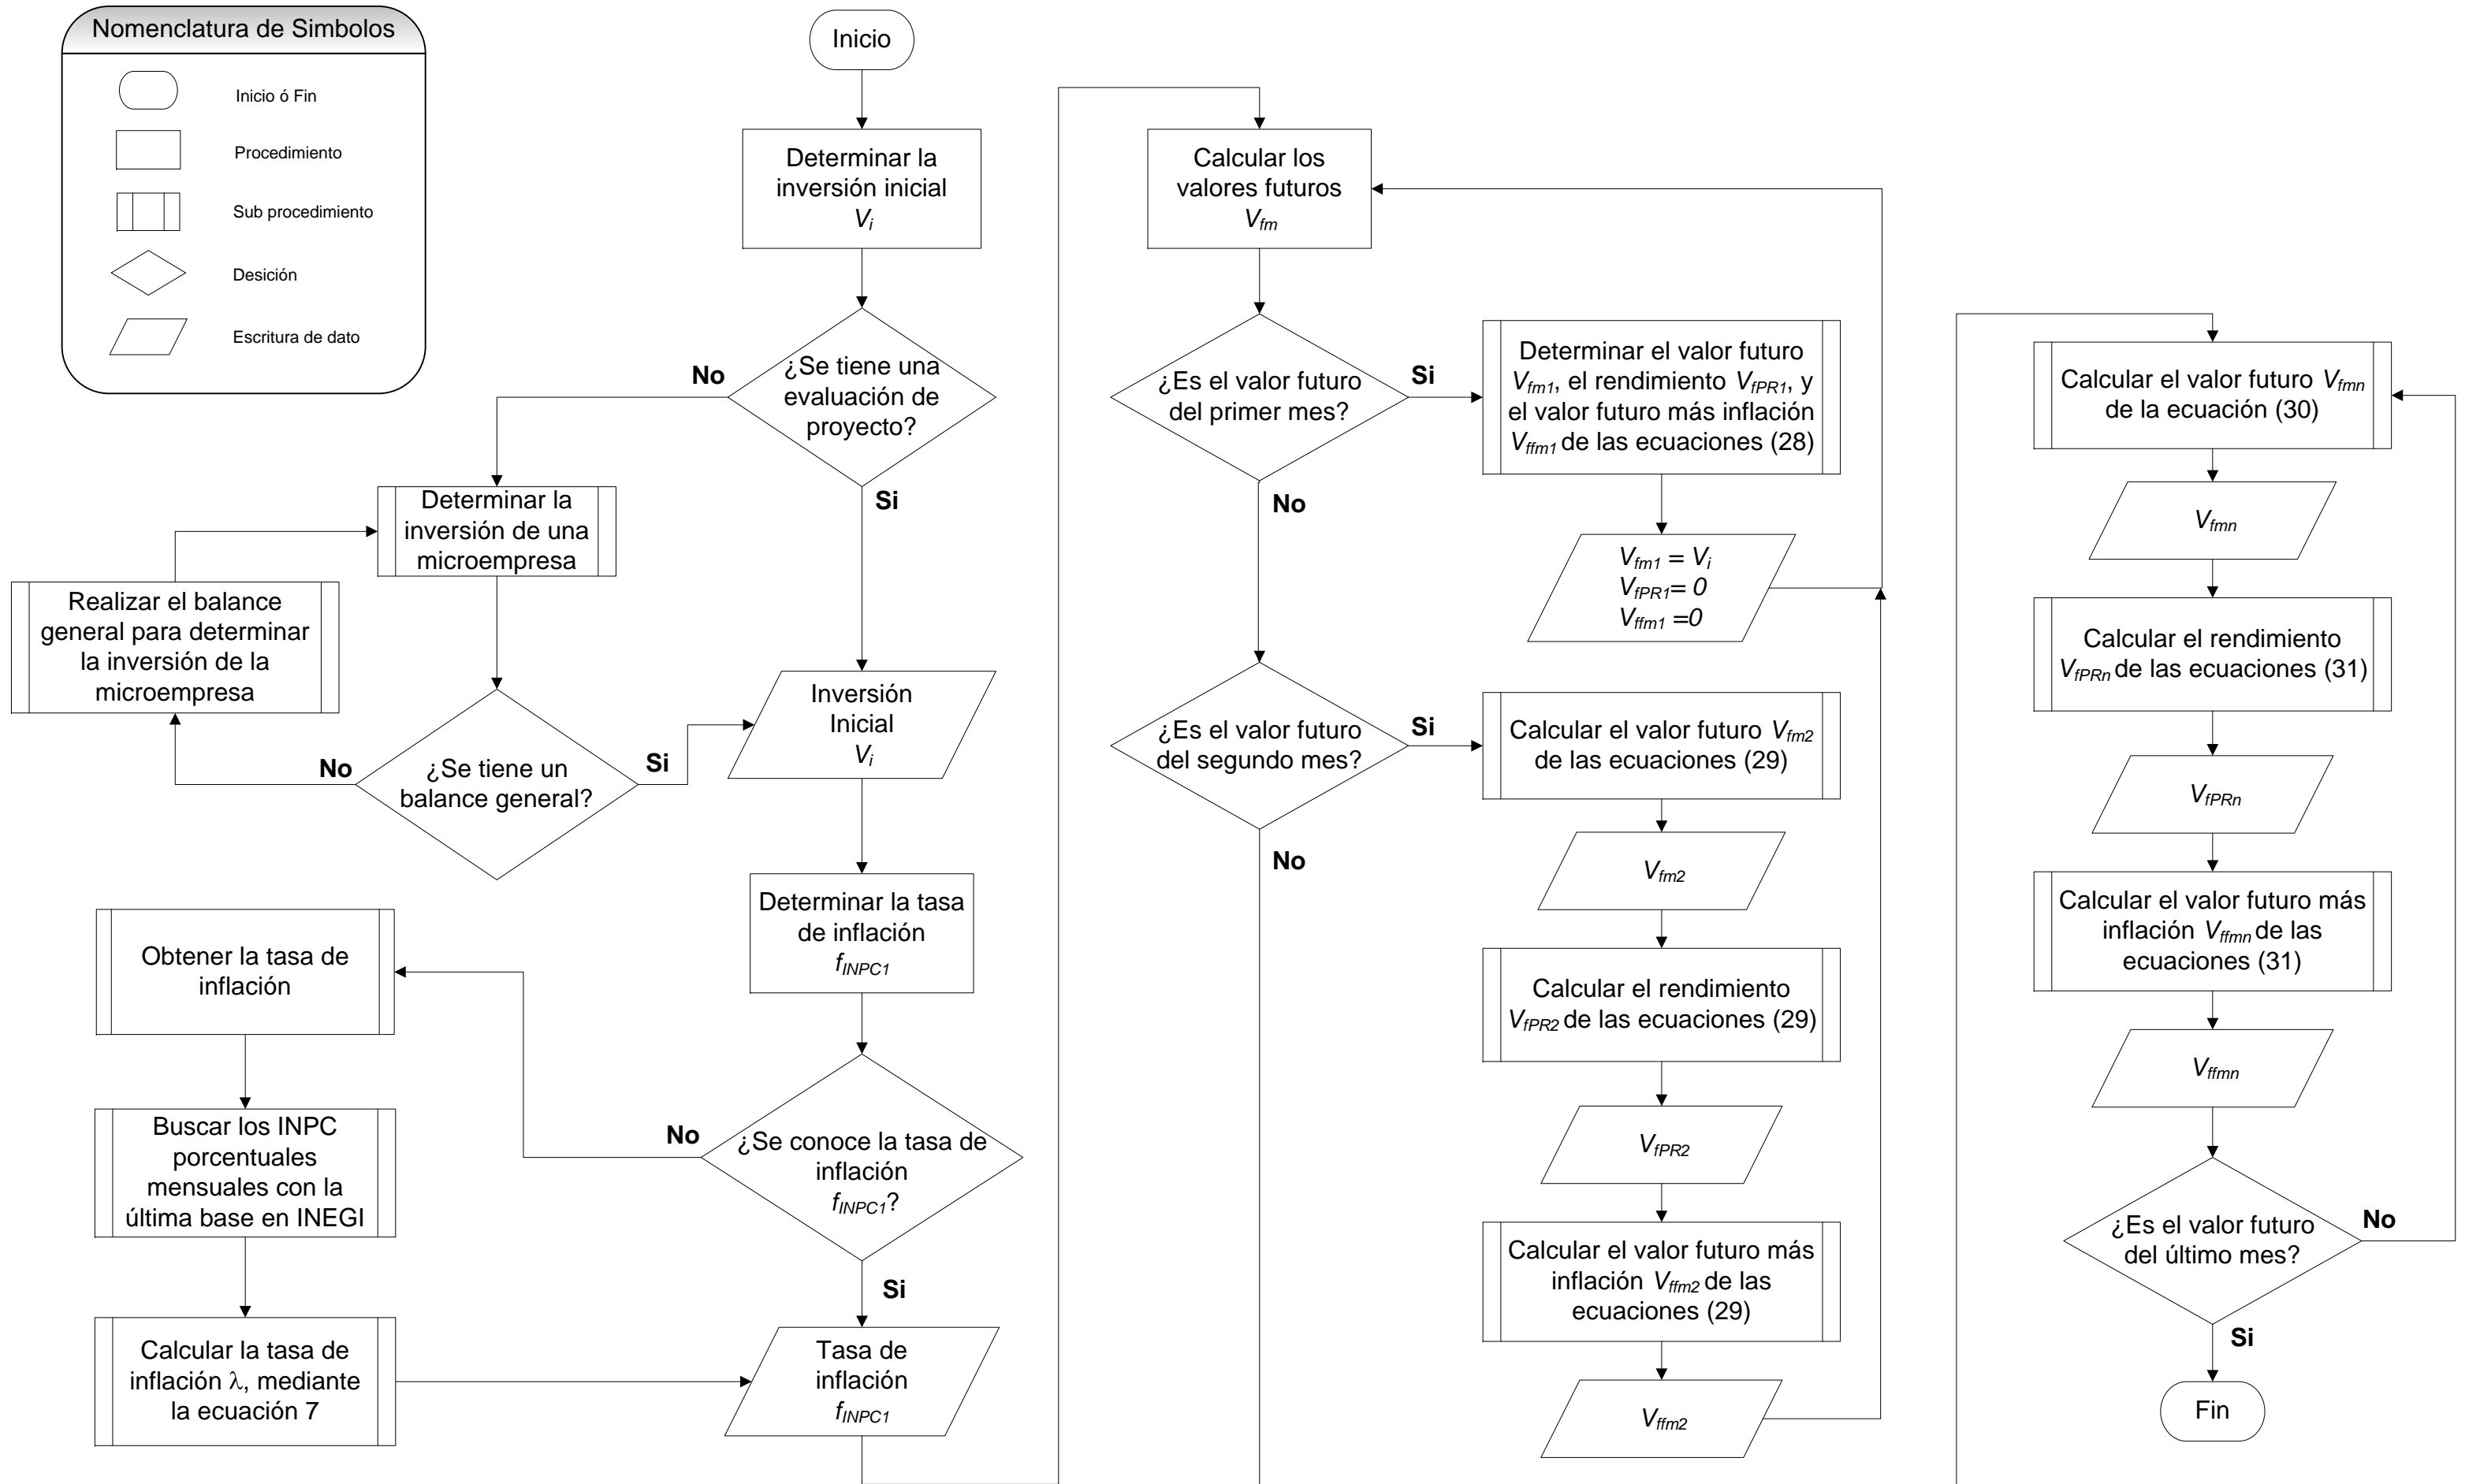 Nomenclatura de Simbolos
Inicio ó Fin
Procedimiento
Sub procedimiento
Desición
Escritura de dato
Inicio
Determinar la
inversión inicial
Vi
¿Se tiene una
evaluación de
proyecto?
No
Si
Determinar la
inversión de una
microempresa
Realizar el balance
general para determinar
la inversión de la
microempresa
¿Se tiene un
balance general?
No
Si
Inversión
Inicial
Vi
Determinar la tasa
de inflación
fINPC1
¿Se conoce la tasa de
inflación
fINPC1?
No
Si
Obtener la tasa de
inflación
Buscar los INPC
porcentuales
mensuales con la
última base en INEGI
Calcular la tasa de
inflación λ, mediante
la ecuación 7
Tasa de
inflación
fINPC1
Calcular los
valores futuros
Vfm
¿Es el valor futuro
del primer mes?
Si
No
Determinar el valor futuro
Vfm1, el rendimiento VfPR1, y
el valor futuro más inflación
Vffm1 de las ecuaciones (28)
Vfm1 = Vi
VfPR1= 0
Vffm1 =0
¿Es el valor futuro
del segundo mes?
Si
No
Calcular el valor futuro Vfm2
de las ecuaciones (29)
Vfm2
Calcular el rendimiento
VfPR2 de las ecuaciones (29)
VfPR2
Calcular el valor futuro más
inflación Vffm2 de las
ecuaciones (29)
Vffm2
Calcular el valor futuro Vfmn
de la ecuación (30)
Vfmn
Calcular el rendimiento
VfPRn de las ecuaciones (31)
VfPRn
Calcular el valor futuro más
inflación Vffmn de las
ecuaciones (31)
Vffmn
¿Es el valor futuro
del último mes?
No
Si
Fin